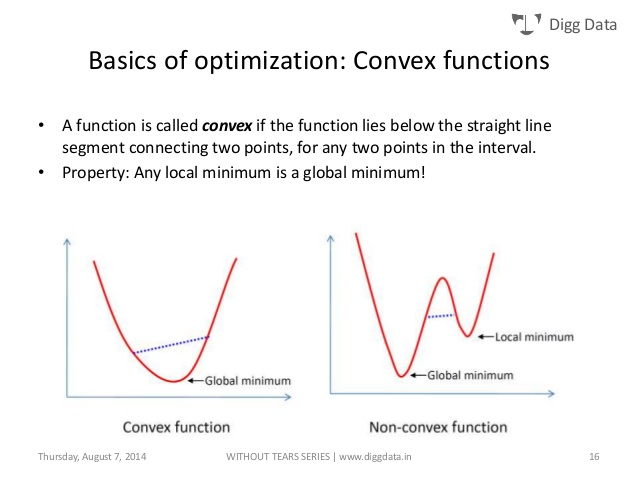 Digg Data
Basics of optimization: Convex functions
• A function is called convex if the function lies below the straight line
segment connecting two points, for any two points in the interval.
• Property: Any local minimum is a global minimum!
Global minimum
Convex function
Local minimum
Global minimum
Non-convex function
Thursday, August 7, 2014
WITHOUT TEARS SERIES | www.diggdata.in
16